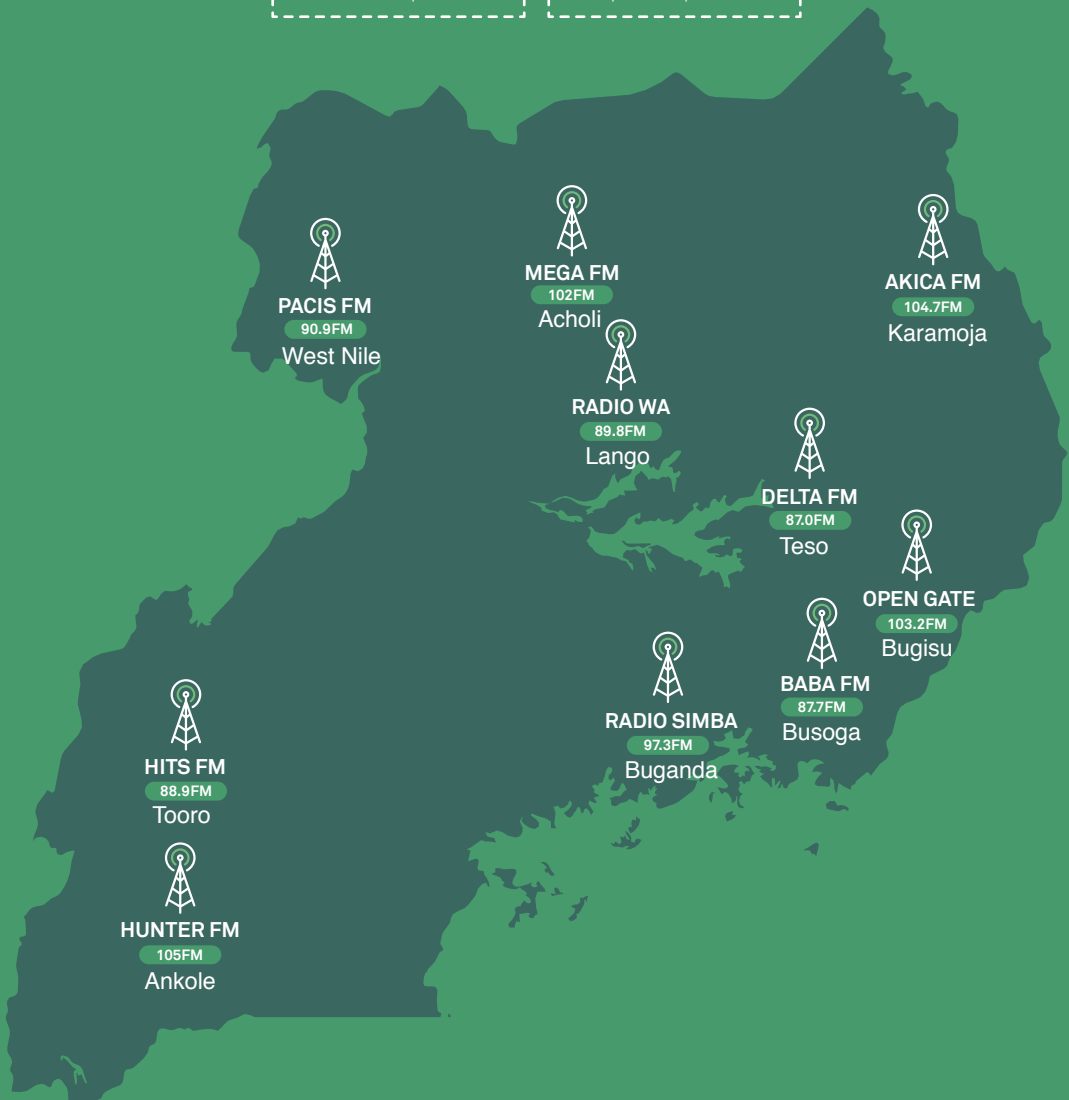 MEGA FM
102FM
Acholi
AKICA FM
104.7FM
Karamoja
PACIS FM
90.9FM
West Nile
RADIO WA
89.8FM
Lango
DELTA FM
87.0FM
Teso
OPEN GATE
103.2FM
Bugisu
BABA FM
87.7FM
Busoga
RADIO SIMBA
97.3FM
Buganda
HITS FM
88.9FM
Tooro
HUNTER FM
105FM
Ankole